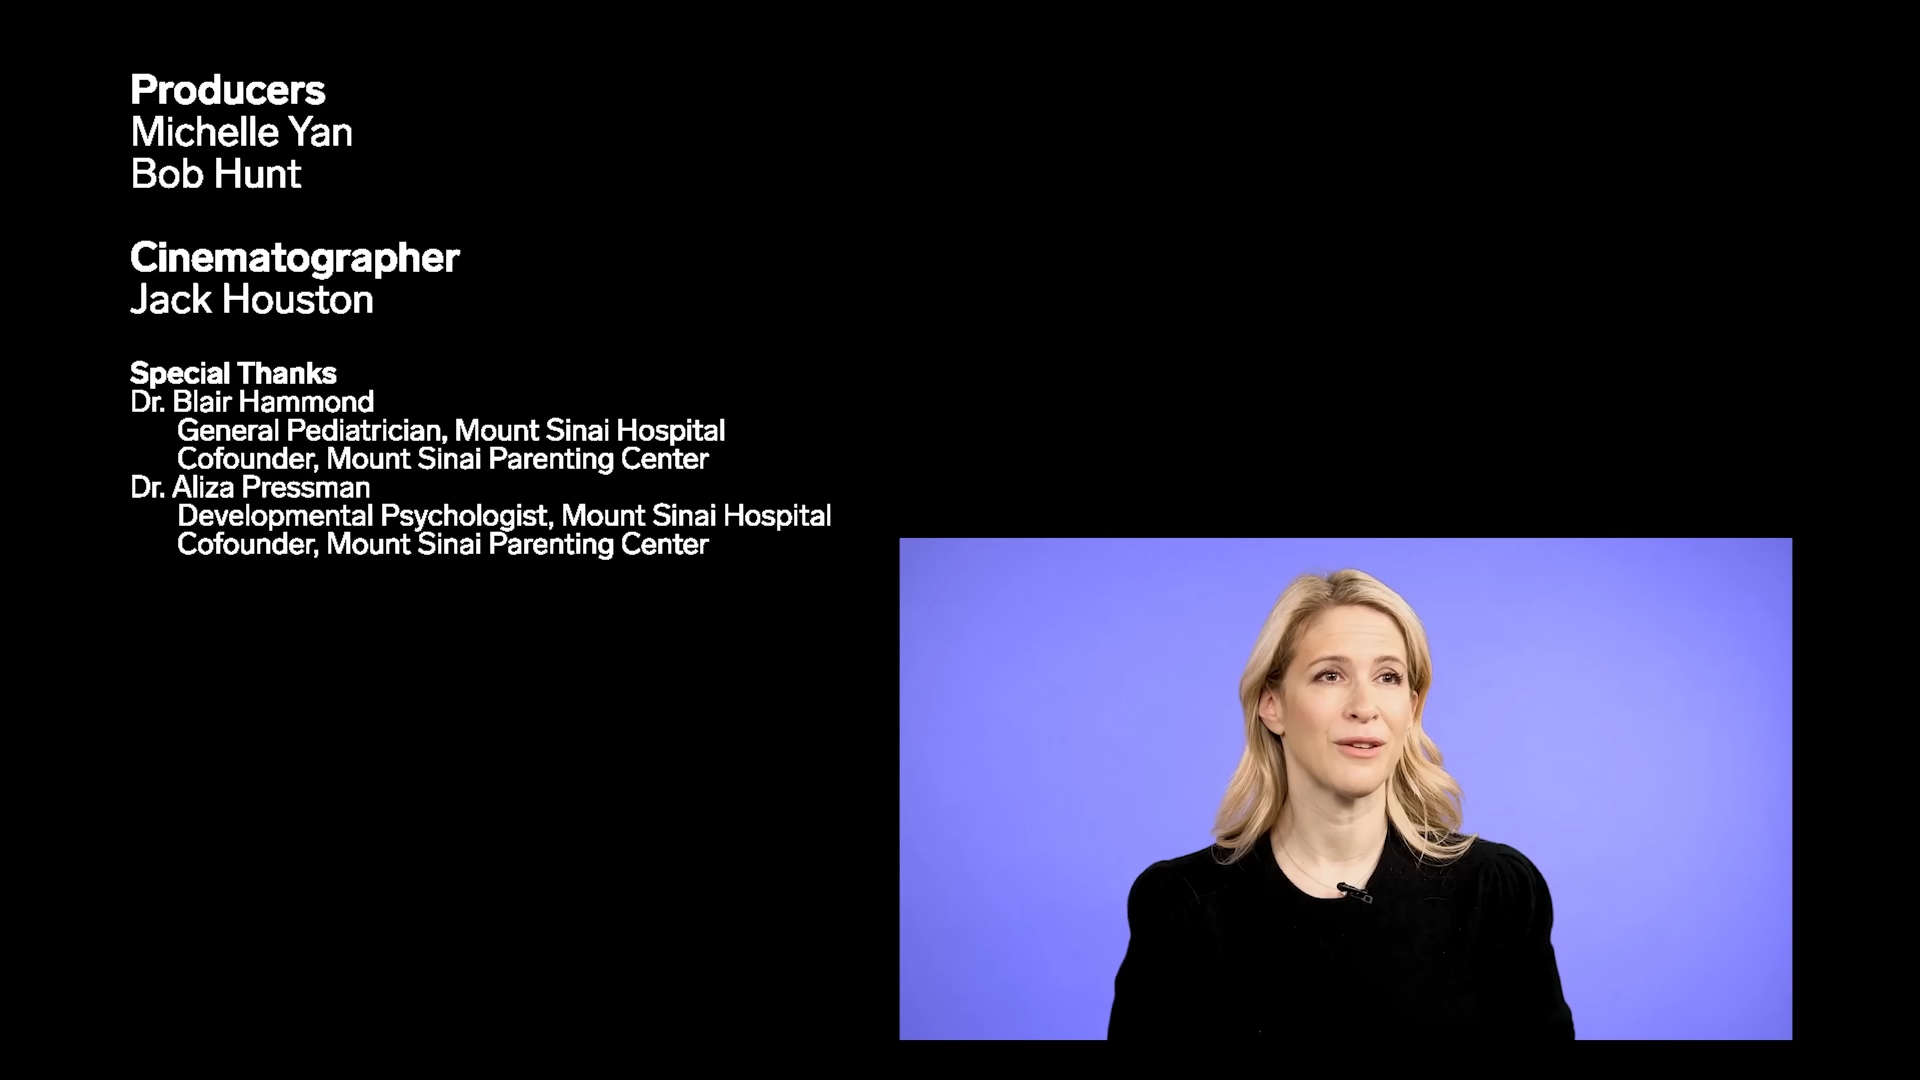 Producers
Michelle Yan
Bob Hunt
Cinematographer
Jack Houston
Special Thanks
Dr. Blair Hammond
General Pediatrician, Mount Sinai Hospital
Cofounder, Mount Sinai Parenting Center
Dr. Aliza Pressman
Developmental Psychologist, Mount Sinai Hospital
Cofounder, Mount Sinai Parenting Center